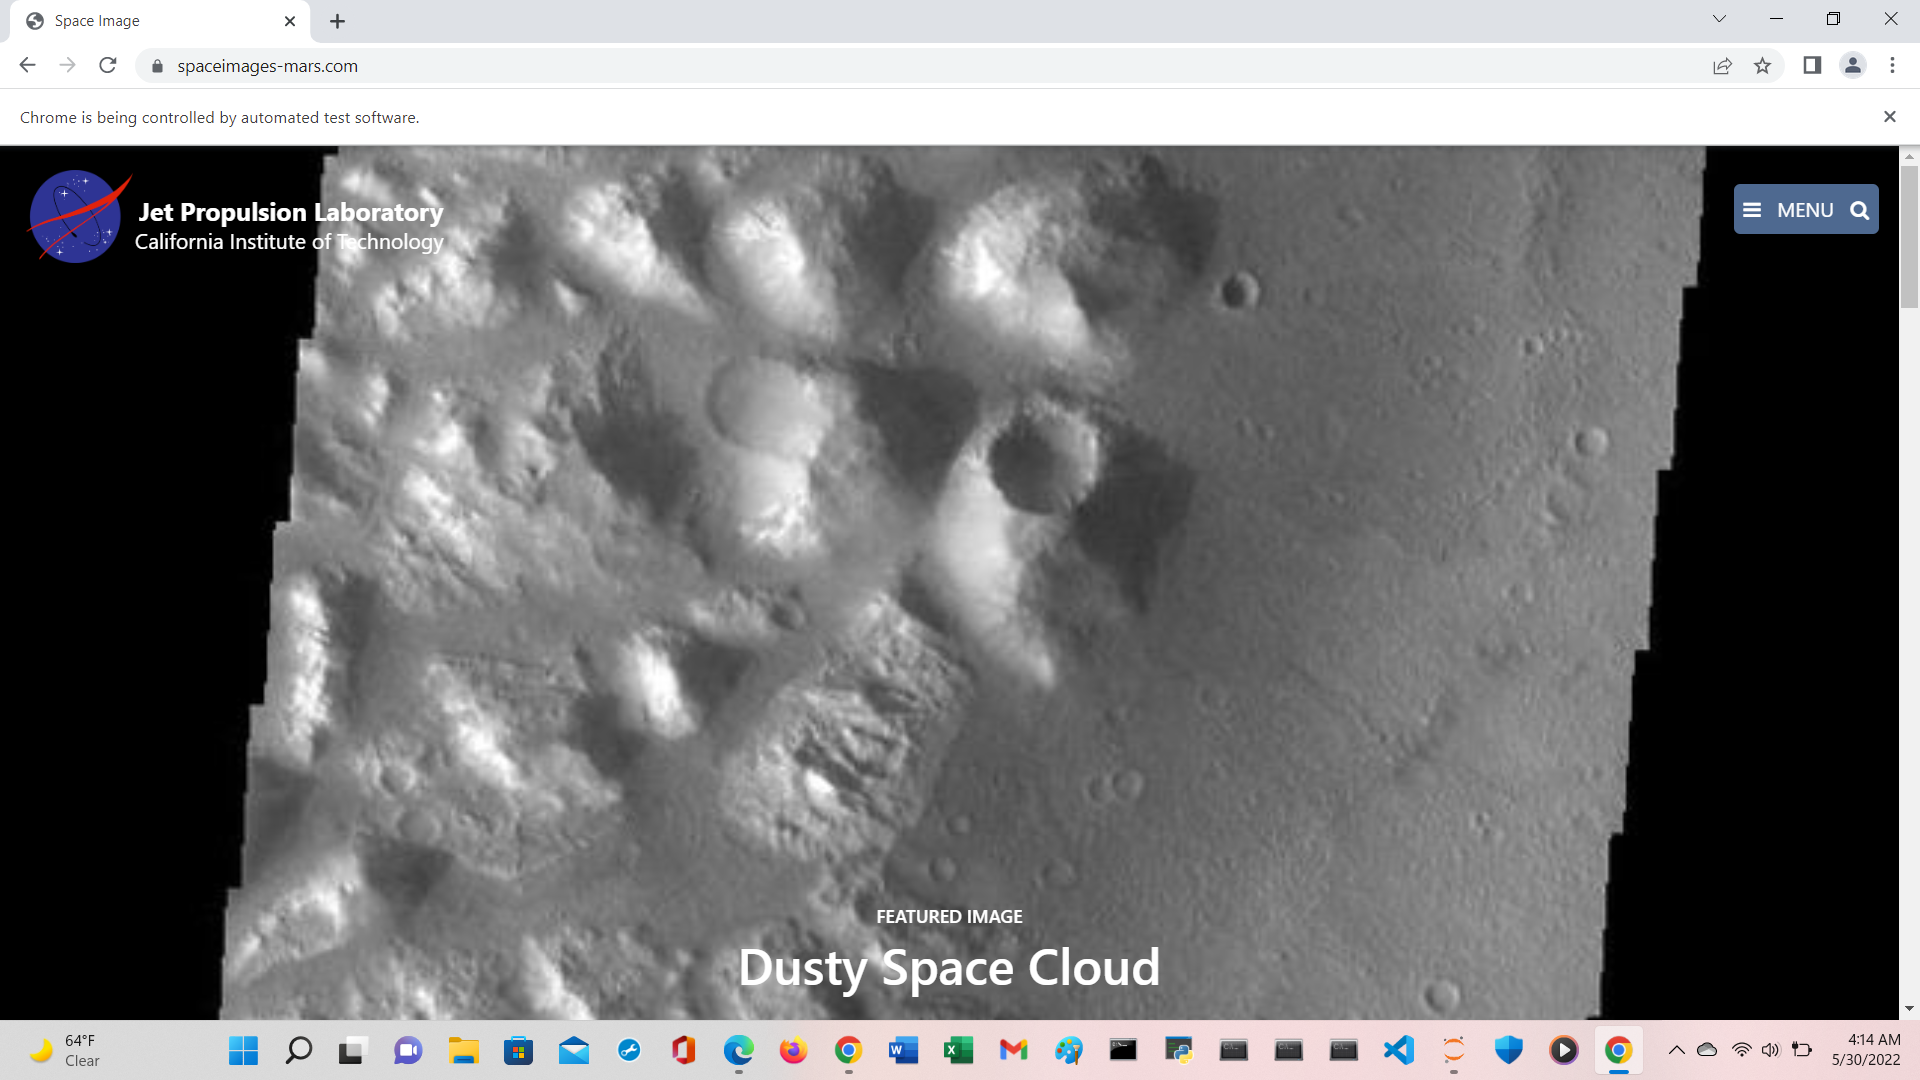 Space Image
spaceimages-mars.com
Chrome is being controlled by automated test software.
Jet Propulsion Laboratory
California Institute of Technology
MENU
FEATURED IMAGE
Dusty Space Cloud
64°F
Clear
4:14 AM
5/30/2022